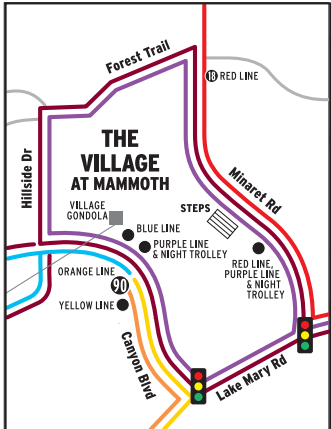 Forest Trail
18 RED LINE
THE
VILLAGE
AT MAMMOTH
Hillside Dr
Minaret Rd
VILLAGE
GONDOLA
STEPS
BLUE LINE
PURPLE LINE
& NIGHT TROLLEY
RED LINE,
PURPLE LINE
& NIGHT
TROLLEY
ORANGE LINE
90
YELLOW LINE
Canyon Blvd
Lake Mary Rd